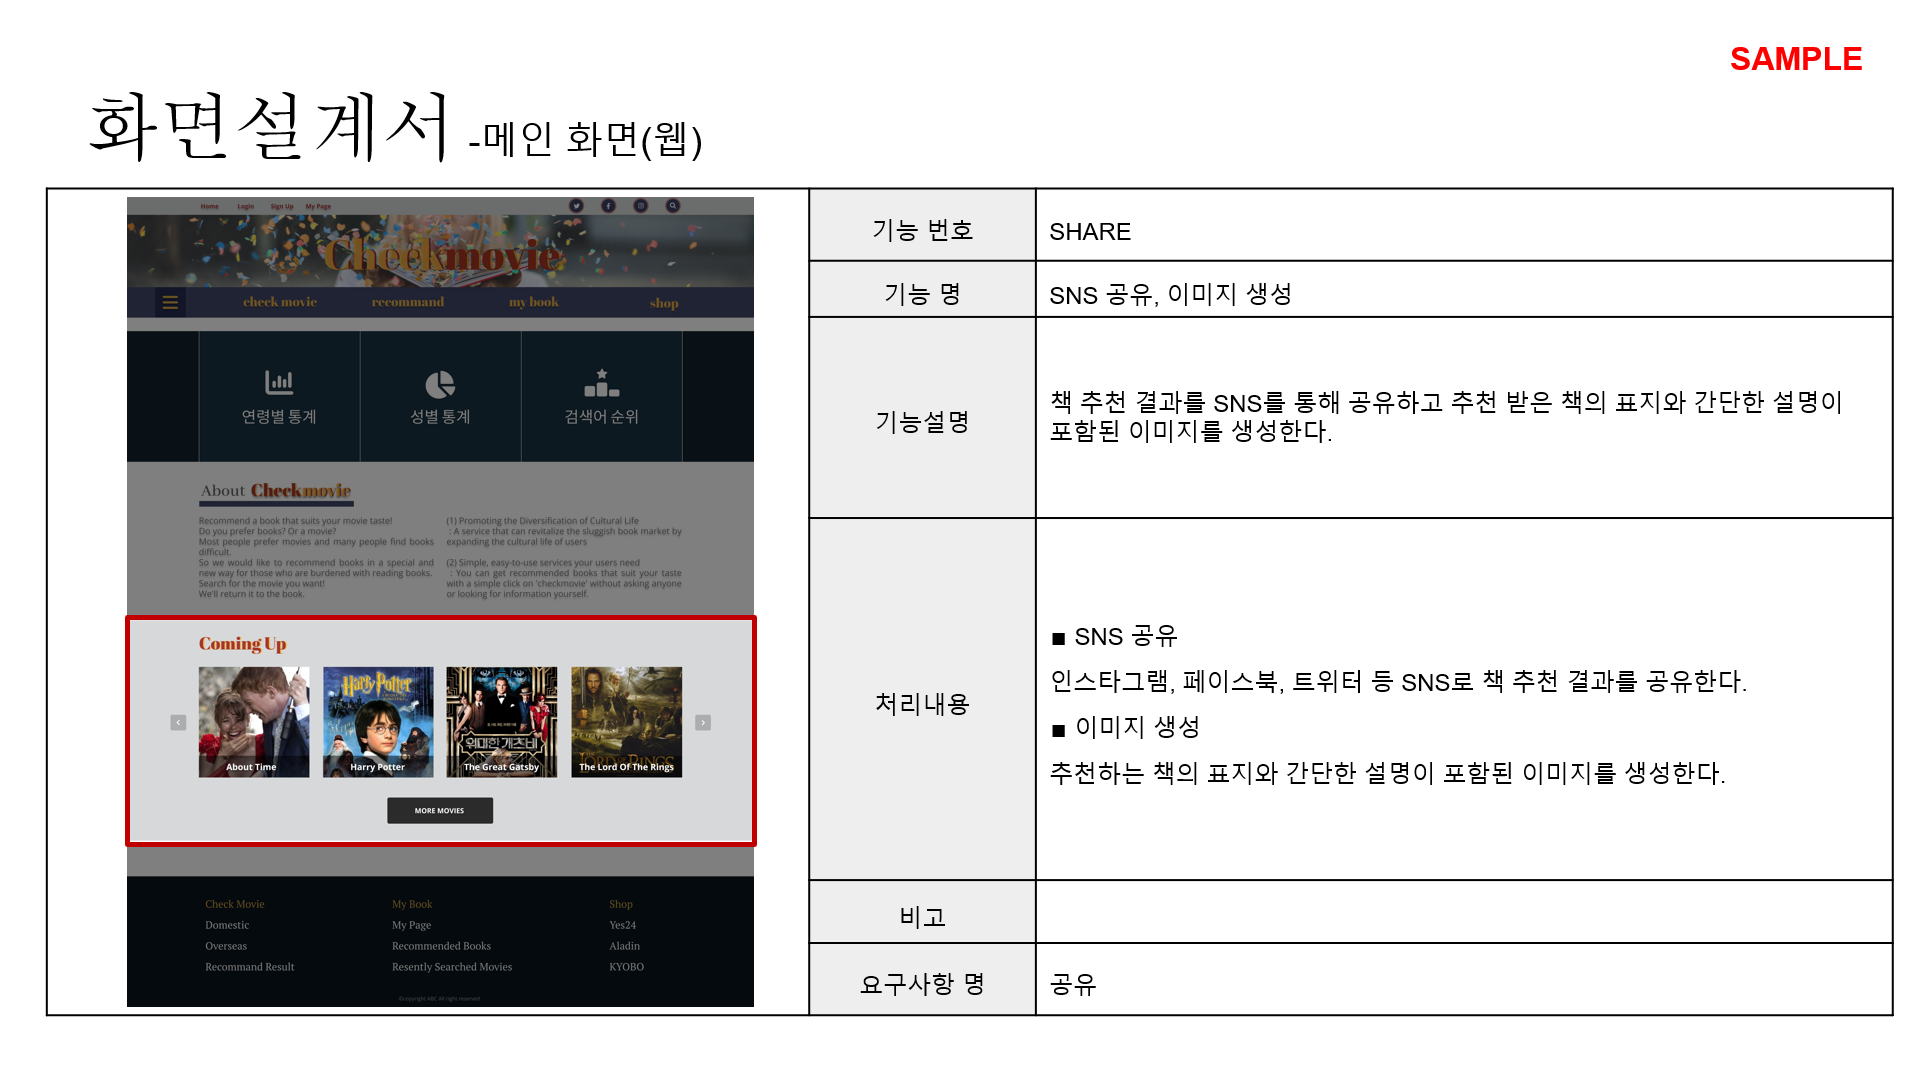 SAMPLE
화면설계서 -메인 화면(웹)
Home Login Sign Up My Page
Checkmovie
check movie recommand my book shop
연령별 통계 성별 통계 검색어 순위
About Checkmovie
Recommend a book that suits your movie taste!
Do you prefer books? Or a movie?
Most people prefer movies and many people find books
difficult.
So we would like to recommend books in a special and
new way for those who are burdened with reading books.
Search for the movie you want!
We'll return it to the book.
(1) Promoting the Diversification of Cultural Life
: A service that can revitalize the sluggish book market by
expanding the cultural life of users
(2) Simple, easy-to-use services your users need
: You can get recommended books that suit your taste
with a simple click on 'checkmovie' without asking anyone
or looking for information yourself.
Coming Up
Harry Potter
위대한 개츠비
About Time Harry Potter The Great Gatsby The Lord Of The Rings
MORE MOVIES
Check Movie
Domestic
Overseas
Recommand Result
My Book
My Page
Recommended Books
Resently Searched Movies
Shop
Yes24
Aladin
KYOBO
©copyright ABC All right reserved
기능 번호 SHARE
기능 명 SNS 공유, 이미지 생성
기능설명
책 추천 결과를 SNS를 통해 공유하고 추천 받은 책의 표지와 간단한 설명이
포함된 이미지를 생성한다.
처리내용
■ SNS 공유
인스타그램, 페이스북, 트위터 등 SNS로 책 추천 결과를 공유한다.
■ 이미지 생성
추천하는 책의 표지와 간단한 설명이 포함된 이미지를 생성한다.
비고
요구사항 명 공유